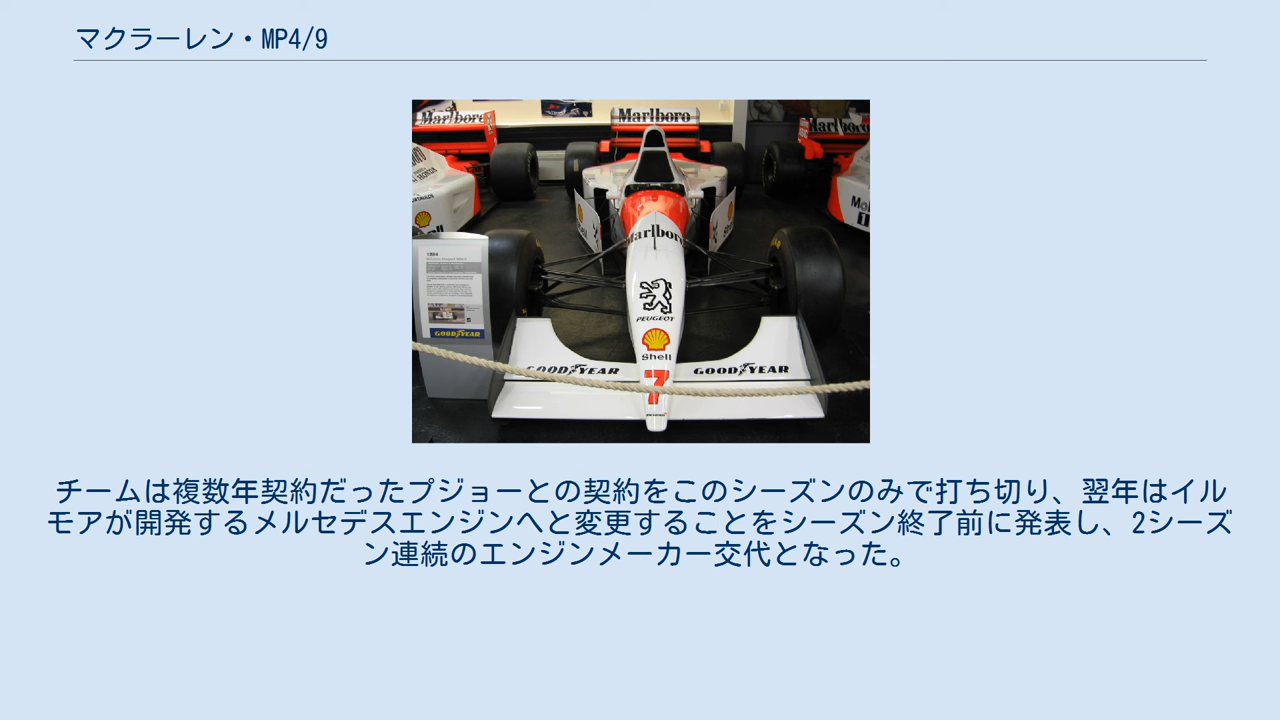 マクラーレン・MP4/9
Marlboro
Marlboro
Marlboro
Marlboro
PEUGEOT
Shell
1994
GOODYEAR
GOODYEAR
GOODYEAR
7
チームは複数年契約だったプジョーとの契約をこのシーズンのみで打ち切り、翌年はイル
モアが開発するメルセデスエンジンへと変更することをシーズン終了前に発表し、2シーズ
ン連続のエンジンメーカー交代となった。